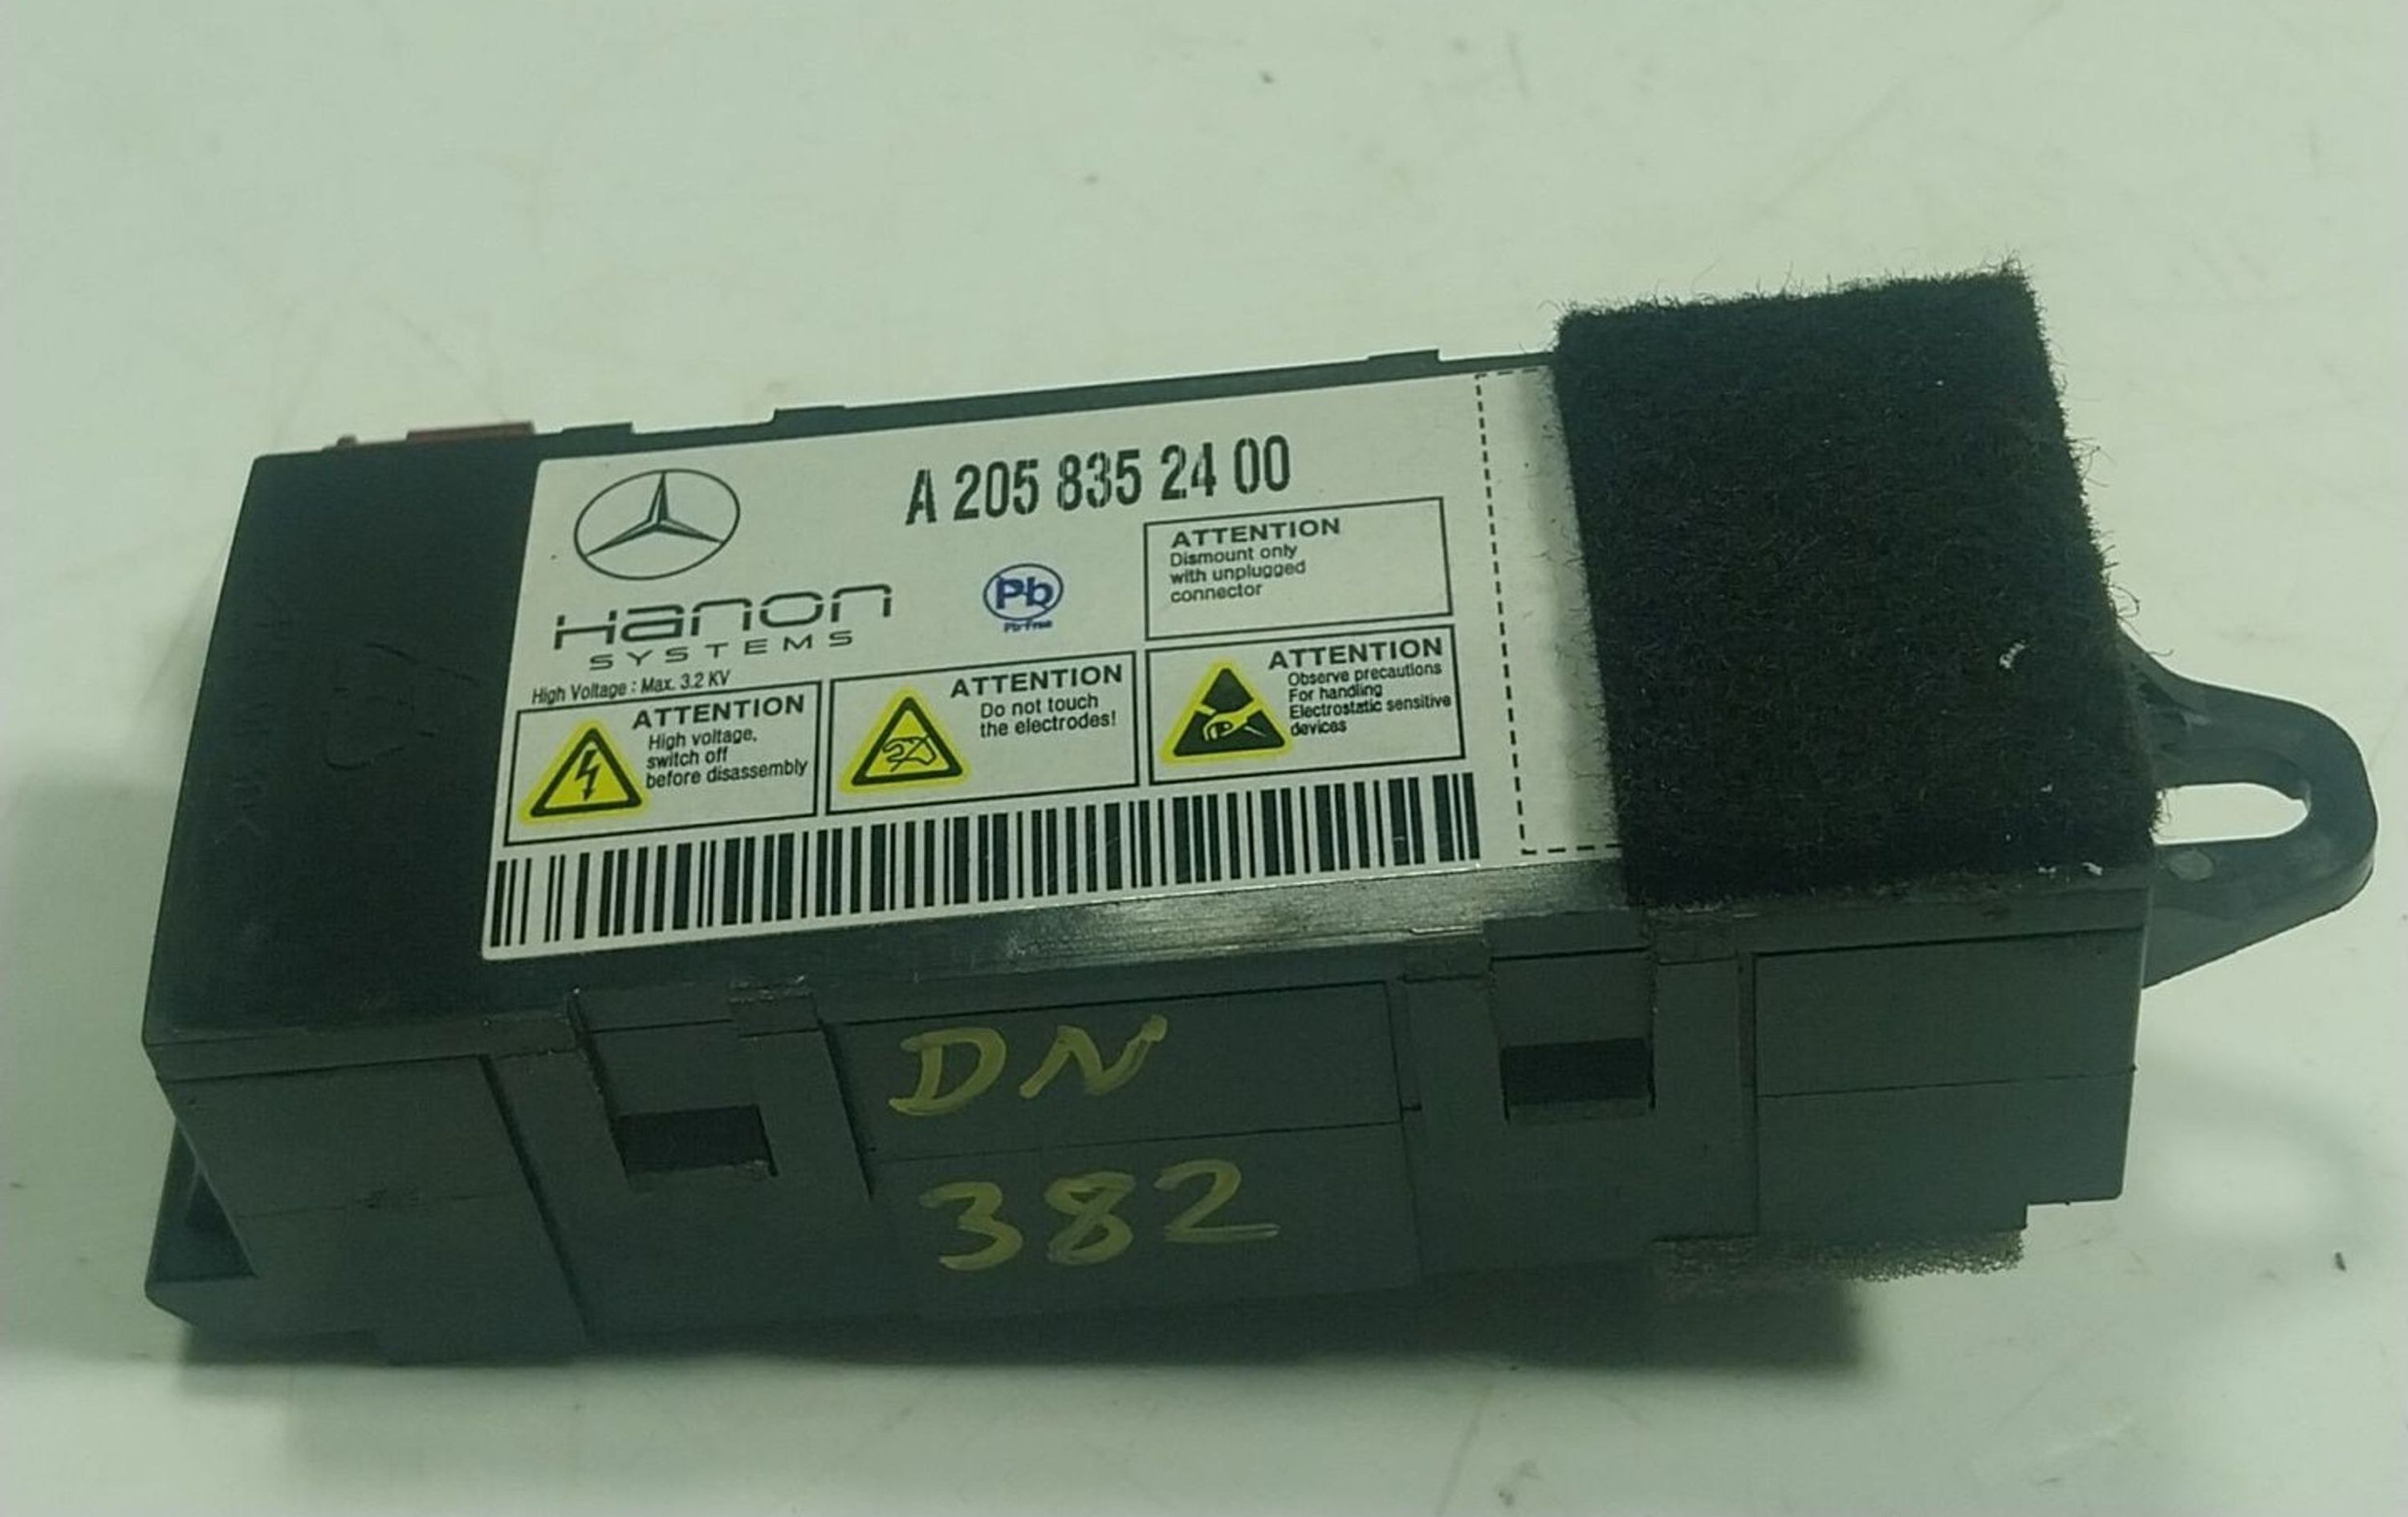 A 205 835 24 00
Hanon
SYSTEMS
Pb
Pb-Free
ATTENTION
Dismount only
with unplugged
connector
High Voltage : Max. 3.2 KV
ATTENTION
High voltage,
switch off
before disassembly
ATTENTION
Do not touch
the electrodes!
ATTENTION
Observe precautions
For handling
Electrostatic sensitive
devices
DN
382